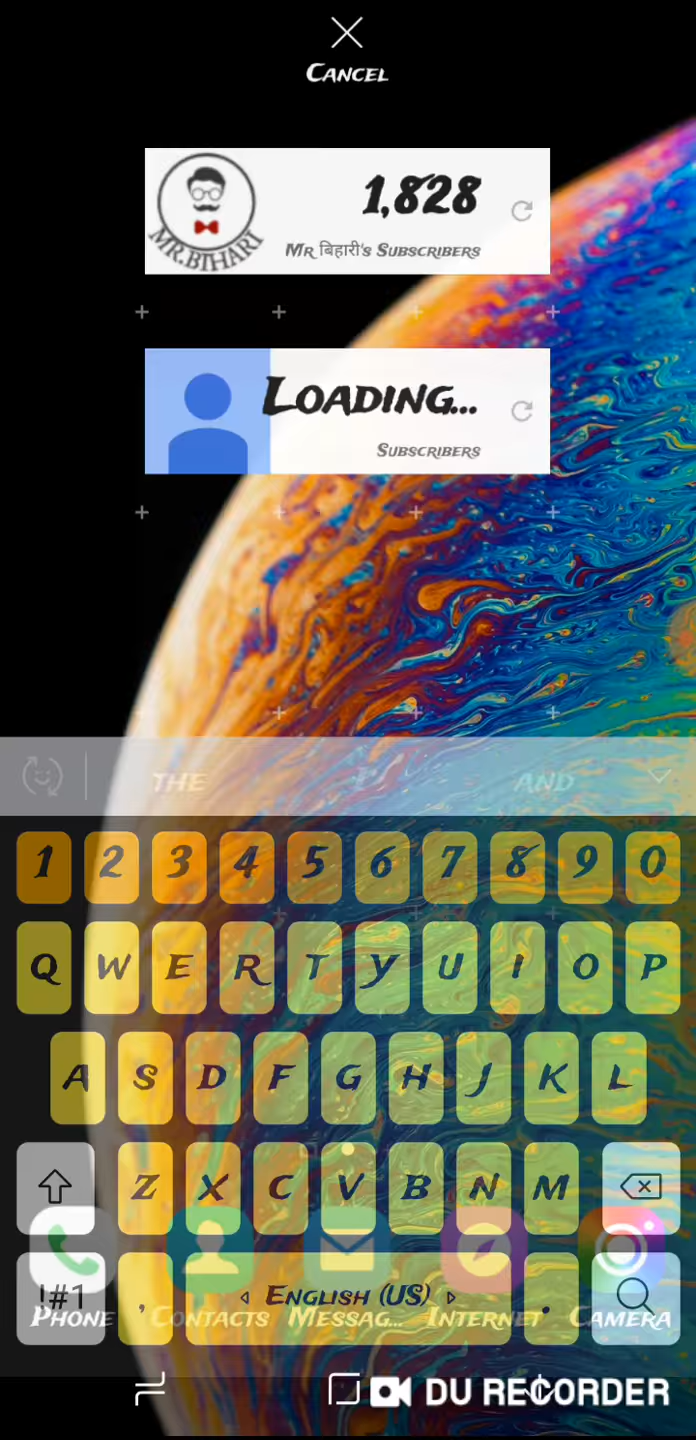 Cancel
1,828
MR.BIHARI
Mr बिहारी's Subscribers
Loading...
Subscribers
THE I AND
1 2 3 4 5 6 7 8 9 0
Q W E R T Y U I O P
A S D F G H J K L
Z X C V B N M
!#1 , English (US) .
Phone Contacts Messag... Internet Camera
DU RECORDER